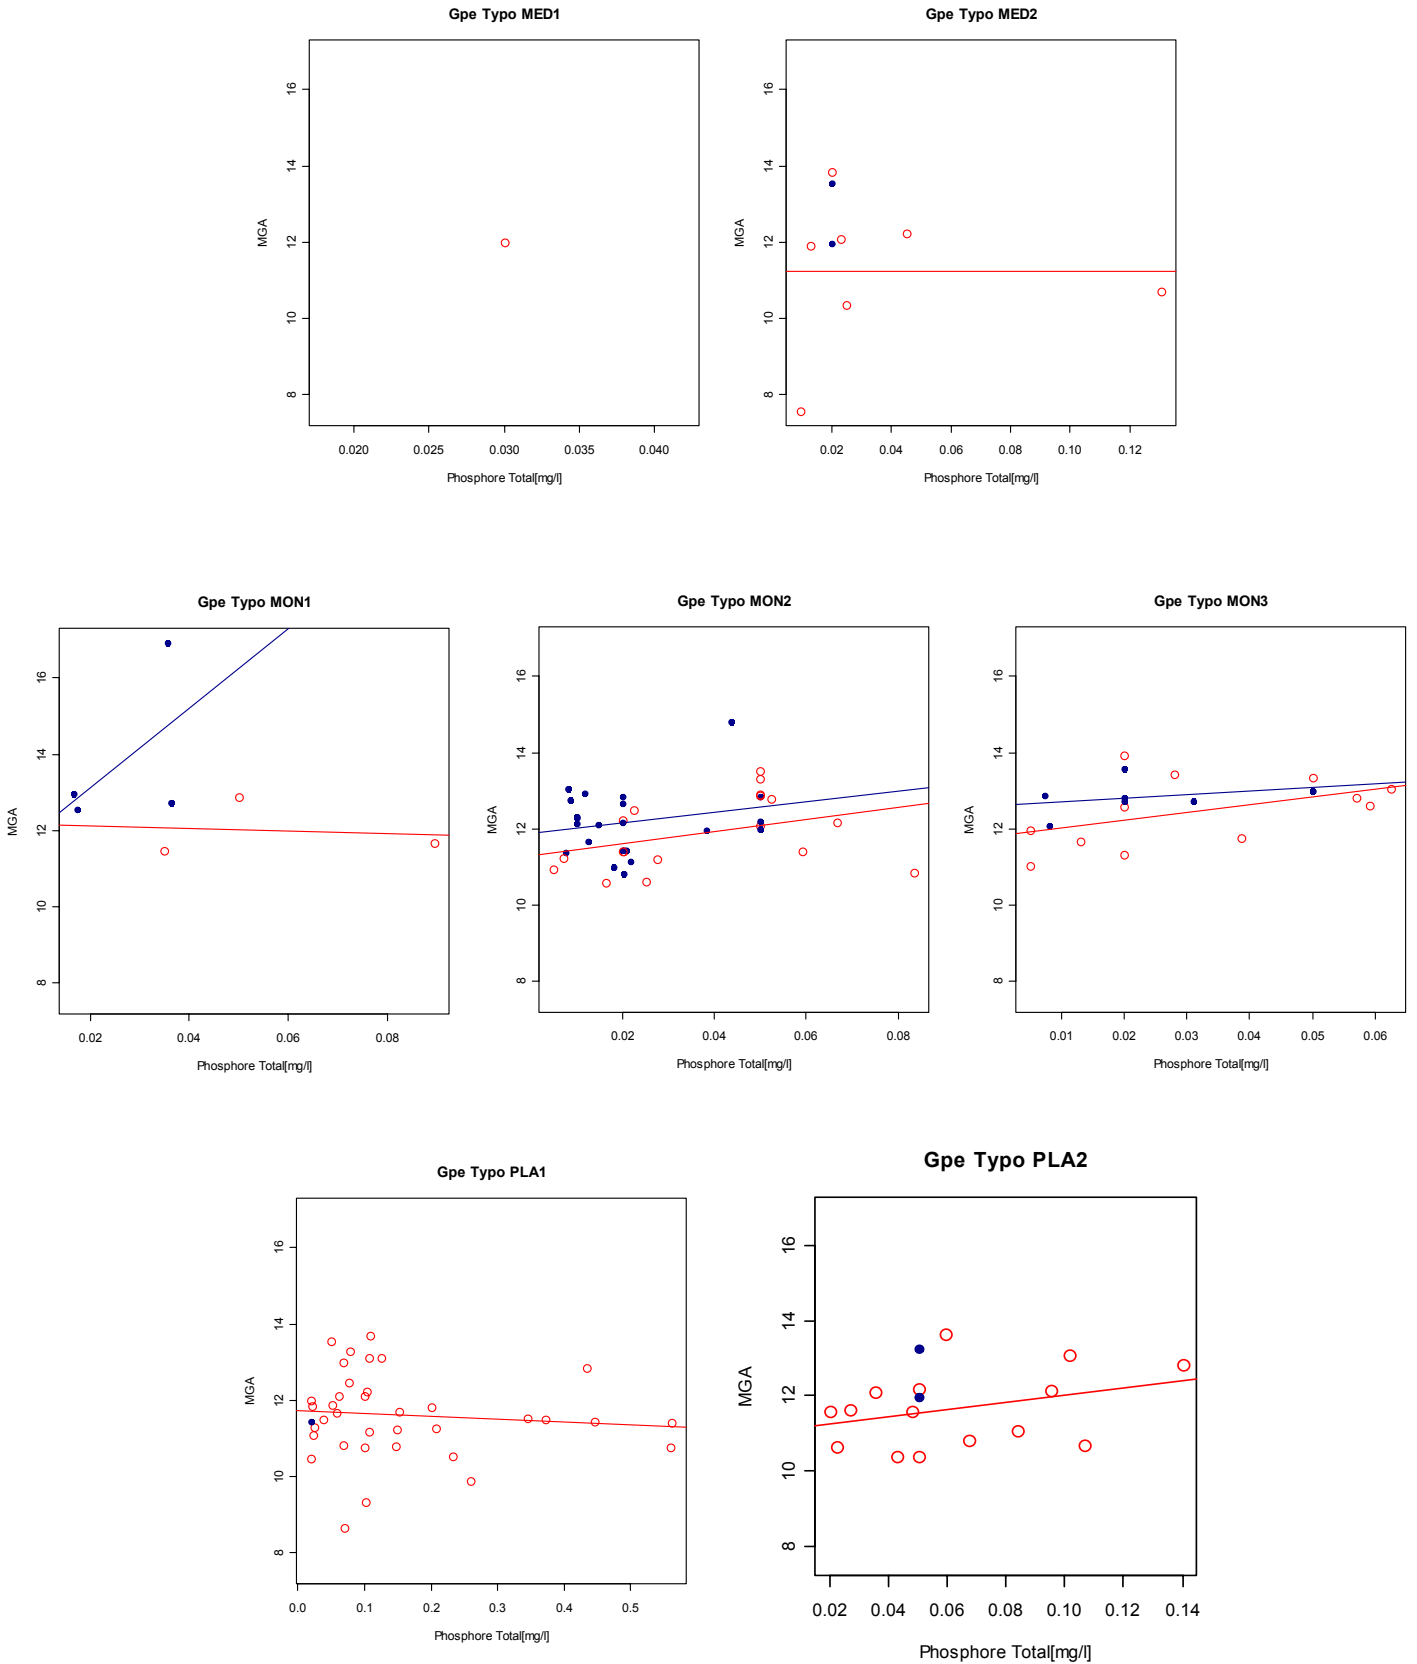 Gpe Typo MED1
MGA
16
14
12
10
8
0.020 0.025 0.030 0.035 0.040
Phosphore Total[mg/l]
Gpe Typo MED2
MGA
16
14
12
10
8
0.02 0.04 0.06 0.08 0.10 0.12
Phosphore Total[mg/l]
Gpe Typo MON1
MGA
16
14
12
10
8
0.02 0.04 0.06 0.08
Phosphore Total[mg/l]
Gpe Typo MON2
MGA
16
14
12
10
8
0.02 0.04 0.06 0.08
Phosphore Total[mg/l]
Gpe Typo MON3
MGA
16
14
12
10
8
0.01 0.02 0.03 0.04 0.05 0.06
Phosphore Total[mg/l]
Gpe Typo PLA1
MGA
16
14
12
10
8
0.0 0.1 0.2 0.3 0.4 0.5
Phosphore Total[mg/l]
Gpe Typo PLA2
MGA
16
14
12
10
8
0.02 0.04 0.06 0.08 0.10 0.12 0.14
Phosphore Total[mg/l]